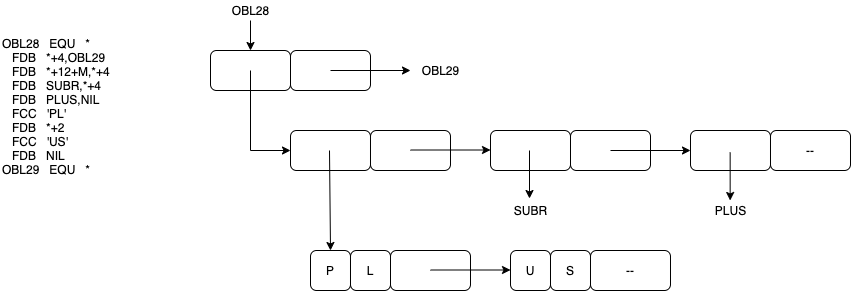 OBL28
OBL28 EQU *
FDB *+4,OBL29
FDB *+12+M,*+4
FDB SUBR,*+4
FDB PLUS,NIL
FCC 'PL'
FDB *+2
FCC 'US'
FDB NIL
OBL29 EQU *
OBL29
--
SUBR
PLUS
P L
U S --